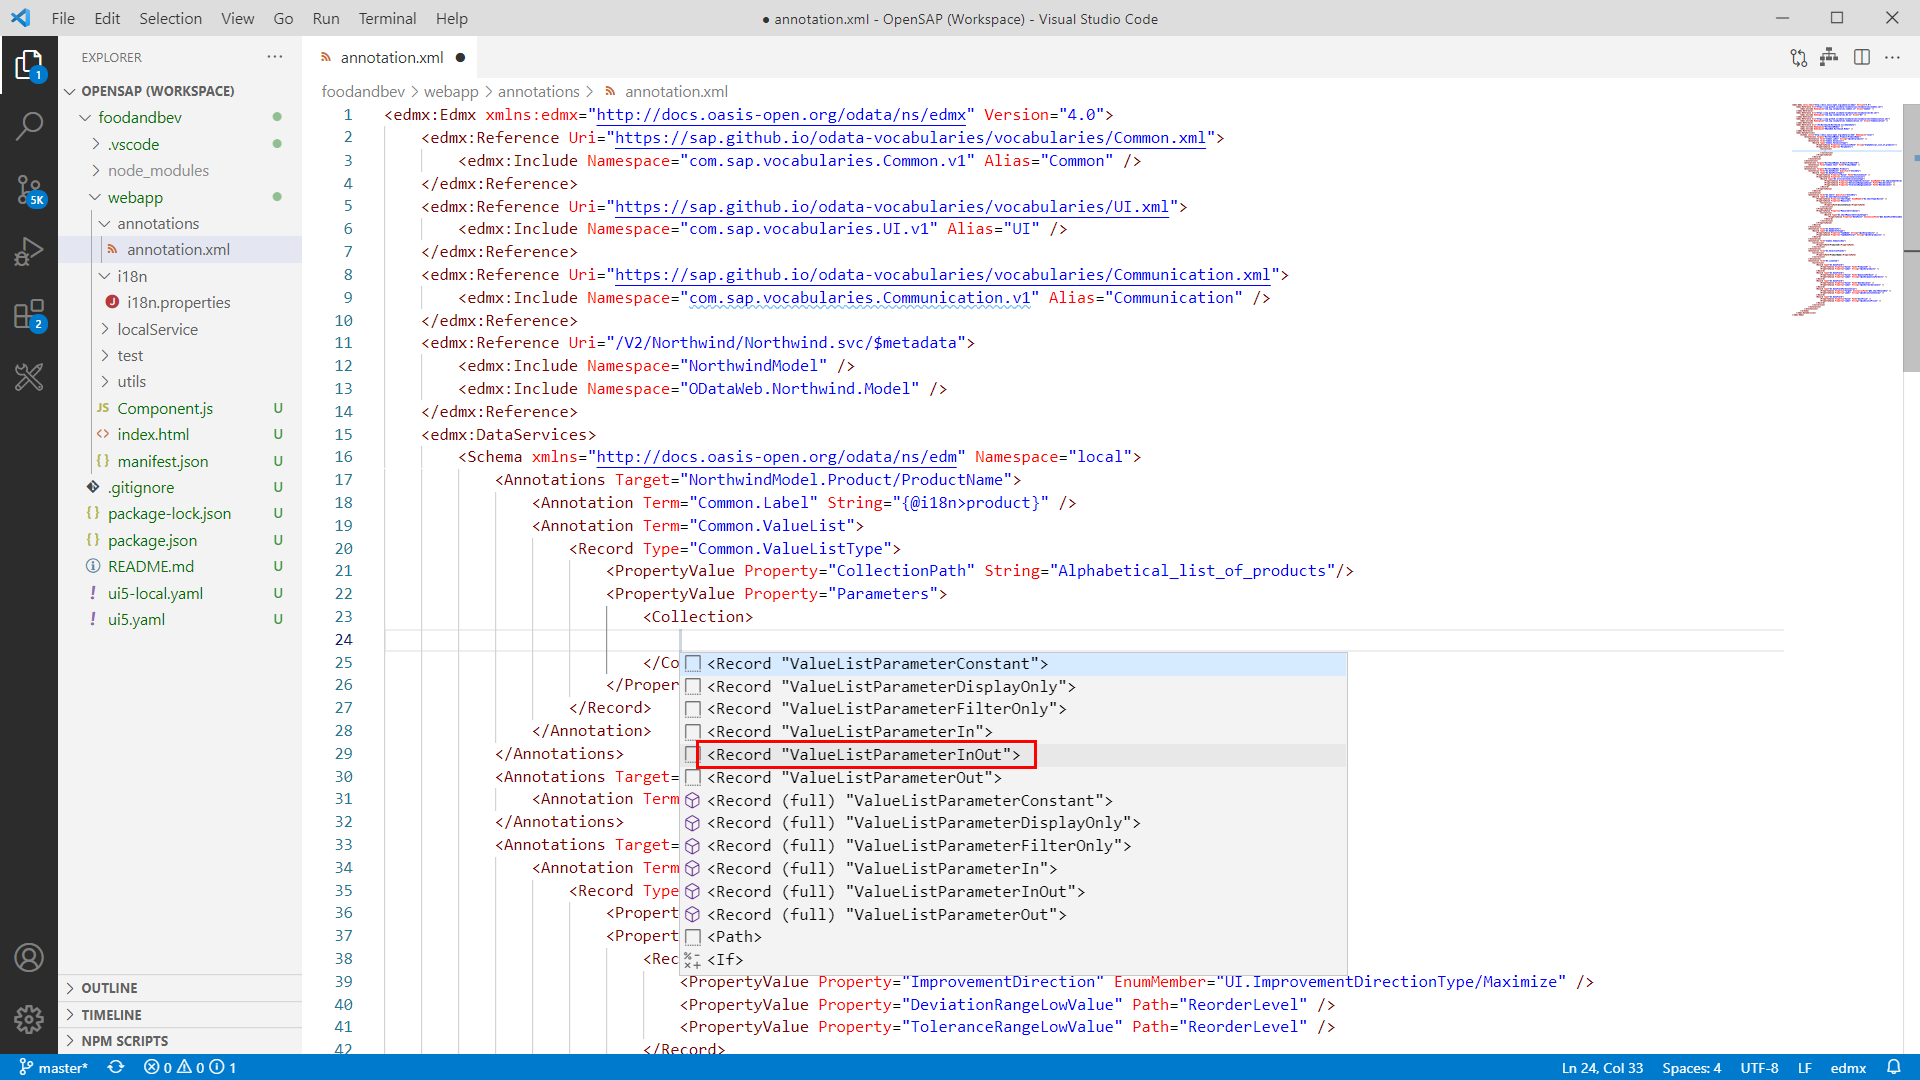 File Edit Selection View Go Run Terminal Help
● annotation.xml - OpenSAP (Workspace) - Visual Studio Code
EXPLORER
OPENSAP (WORKSPACE)
foodandbev
.vscode
node_modules
webapp
annotations
annotation.xml
i18n
i18n.properties
localService
test
utils
JS Component.js U
<> index.html U
{} manifest.json U
.gitignore U
{} package-lock.json U
{} package.json U
README.md U
! ui5-local.yaml U
! ui5.yaml U
OUTLINE
TIMELINE
NPM SCRIPTS
1
5K
2
annotation.xml ●
foodandbev > webapp > annotations > annotation.xml
1 <edmx:Edmx xmlns:edmx="http://docs.oasis-open.org/odata/ns/edmx" Version="4.0">
2 <edmx:Reference Uri="https://sap.github.io/odata-vocabularies/vocabularies/Common.xml">
3 <edmx:Include Namespace="com.sap.vocabularies.Common.v1" Alias="Common" />
4 </edmx:Reference>
5 <edmx:Reference Uri="https://sap.github.io/odata-vocabularies/vocabularies/UI.xml">
6 <edmx:Include Namespace="com.sap.vocabularies.UI.v1" Alias="UI" />
7 </edmx:Reference>
8 <edmx:Reference Uri="https://sap.github.io/odata-vocabularies/vocabularies/Communication.xml">
9 <edmx:Include Namespace="com.sap.vocabularies.Communication.v1" Alias="Communication" />
10 </edmx:Reference>
11 <edmx:Reference Uri="/V2/Northwind/Northwind.svc/$metadata">
12 <edmx:Include Namespace="NorthwindModel" />
13 <edmx:Include Namespace="ODataWeb.Northwind.Model" />
14 </edmx:Reference>
15 <edmx:DataServices>
16 <Schema xmlns="http://docs.oasis-open.org/odata/ns/edm" Namespace="local">
17 <Annotations Target="NorthwindModel.Product/ProductName">
18 <Annotation Term="Common.Label" String="{@i18n>product}" />
19 <Annotation Term="Common.ValueList">
20 <Record Type="Common.ValueListType">
21 <PropertyValue Property="CollectionPath" String="Alphabetical_list_of_products"/>
22 <PropertyValue Property="Parameters">
23 <Collection>
24
25 </Co
26 </Proper
27 </Record>
28 </Annotation>
29 </Annotations>
30 <Annotations Target=
31 <Annotation Term
32 </Annotations>
33 <Annotations Target=
34 <Annotation Term
35 <Record Type
36 <Propert
37 <Propert
38 <Rec
<Record "ValueListParameterConstant">
<Record "ValueListParameterDisplayOnly">
<Record "ValueListParameterFilterOnly">
<Record "ValueListParameterIn">
<Record "ValueListParameterInOut">
<Record "ValueListParameterOut">
<Record (full) "ValueListParameterConstant">
<Record (full) "ValueListParameterDisplayOnly">
<Record (full) "ValueListParameterFilterOnly">
<Record (full) "ValueListParameterIn">
<Record (full) "ValueListParameterInOut">
<Record (full) "ValueListParameterOut">
<Path>
<If>
39 <PropertyValue Property="ImprovementDirection" EnumMember="UI.ImprovementDirectionType/Maximize" />
40 <PropertyValue Property="DeviationRangeLowValue" Path="ReorderLevel" />
41 <PropertyValue Property="ToleranceRangeLowValue" Path="ReorderLevel" />
42 </Record>
master* 0 0 1 Ln 24, Col 33 Spaces: 4 UTF-8 LF edmx